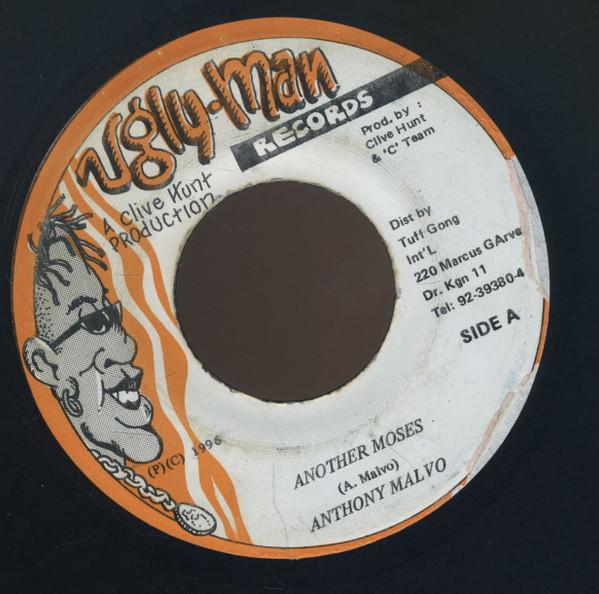 Ugly-Man
RECORDS
A Clive Hunt
PRODUCTION
Prod. by :
Clive Hunt
& 'C' Team
Dist by
Tuff Gong
Int'L
220 Marcus GArve
Dr. Kgn 11
Tel: 92-39380-4
SIDE A
(P)(C) 1996
ANOTHER MOSES
(A. Malvo)
ANTHONY MALVO